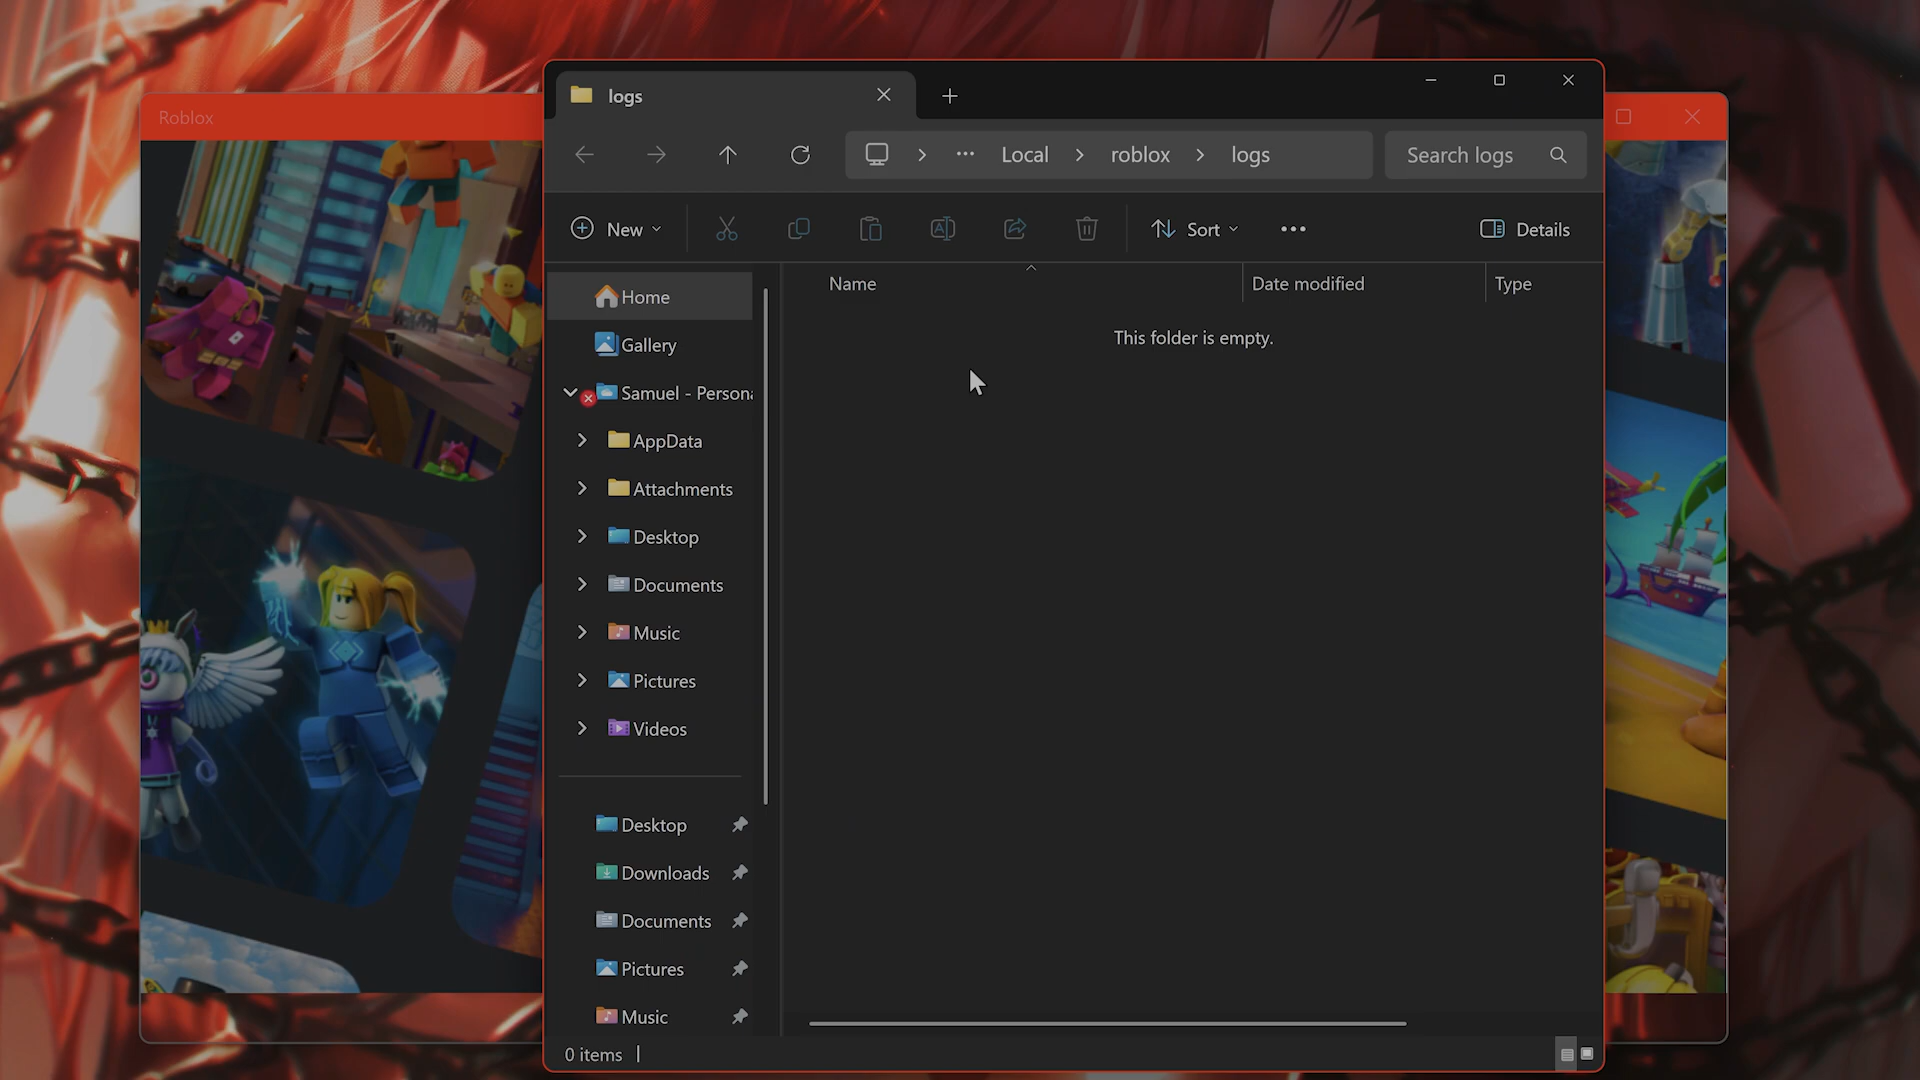 logs
Roblox
Local
roblox
logs
Search logs
New
Sort
Details
Name
Date modified
Type
This folder is empty.
Home
Gallery
Samuel - Persona
AppData
Attachments
Desktop
Documents
Music
Pictures
Videos
Desktop
Downloads
Documents
Pictures
Music
0 items